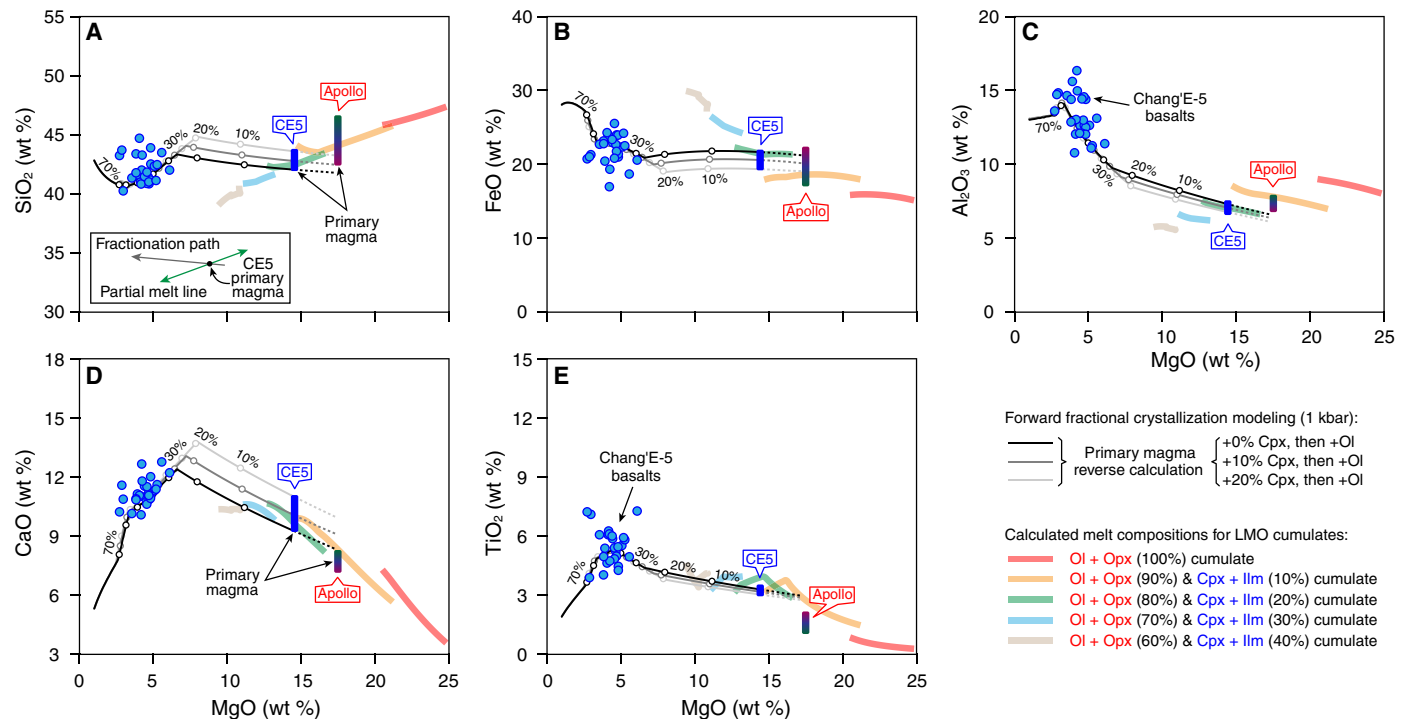 A
SiO2 (wt %)
55
50
45
40
35
30
70%
30%
20%
10%
CE5
Apollo
Primary
magma
Fractionation path
CE5
primary
magma
Partial melt line
B
FeO (wt %)
40
30
20
10
0
70%
30%
20%
10%
CE5
Apollo
C
Al2O3 (wt %)
20
15
10
5
0
70%
30%
20%
10%
Chang'E-5
basalts
Apollo
CE5
0 5 10 15 20 25
MgO (wt %)
D
CaO (wt %)
18
15
12
9
6
3
70%
30%
20%
10%
CE5
Primary
magma
Apollo
0 5 10 15 20 25
MgO (wt %)
E
TiO2 (wt %)
15
12
9
6
3
0
Chang'E-5
basalts
70%
30%
20%
10%
CE5
Apollo
0 5 10 15 20 25
MgO (wt %)
Forward fractional crystallization modeling (1 kbar):
Primary magma
reverse calculation
+0% Cpx, then +Ol
+10% Cpx, then +Ol
+20% Cpx, then +Ol
Calculated melt compositions for LMO cumulates:
Ol + Opx (100%) cumulate
Ol + Opx (90%) & Cpx + Ilm (10%) cumulate
Ol + Opx (80%) & Cpx + Ilm (20%) cumulate
Ol + Opx (70%) & Cpx + Ilm (30%) cumulate
Ol + Opx (60%) & Cpx + Ilm (40%) cumulate